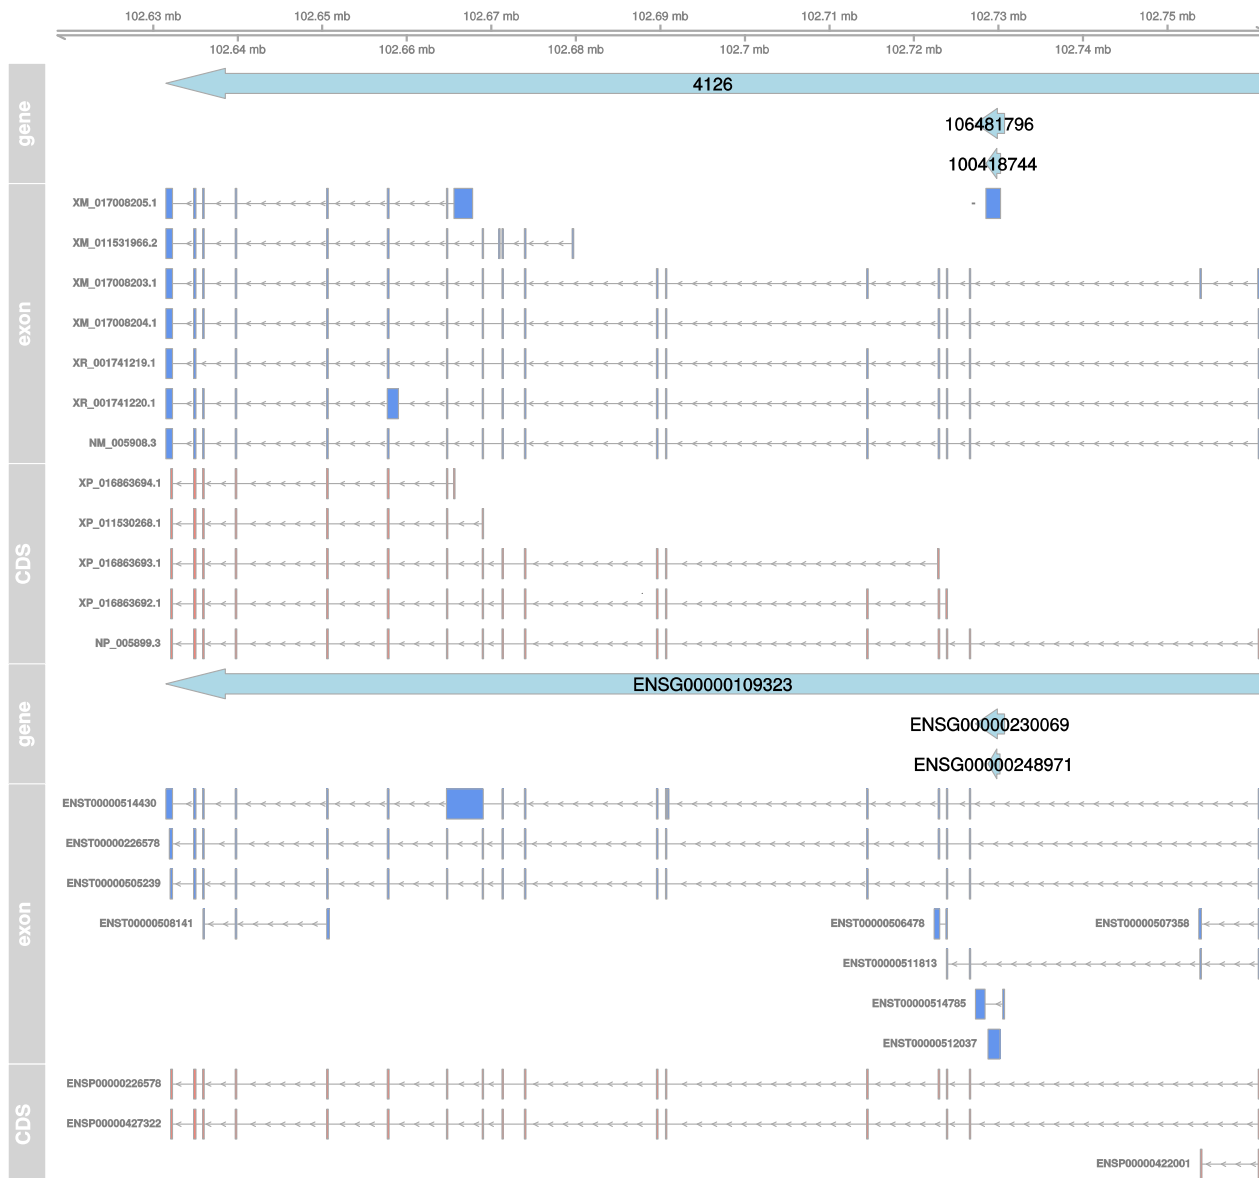 102.63 mb 102.65 mb 102.67 mb 102.69 mb 102.71 mb 102.73 mb 102.75 mb
102.64 mb 102.66 mb 102.68 mb 102.7 mb 102.72 mb 102.74 mb
gene
4126
106481796
100418744
exon
XM_017008205.1
XM_011531966.2
XM_017008203.1
XM_017008204.1
XR_001741219.1
XR_001741220.1
NM_005908.3
CDS
XP_016863694.1
XP_011530268.1
XP_016863693.1
XP_016863692.1
NP_005899.3
gene
ENSG00000109323
ENSG00000230069
ENSG00000248971
exon
ENST00000514430
ENST00000226578
ENST00000505239
ENST00000508141 ENST00000506478 ENST00000507358
ENST00000511813
ENST00000514785
ENST00000512037
CDS
ENSP00000226578
ENSP00000427322
ENSP00000422001